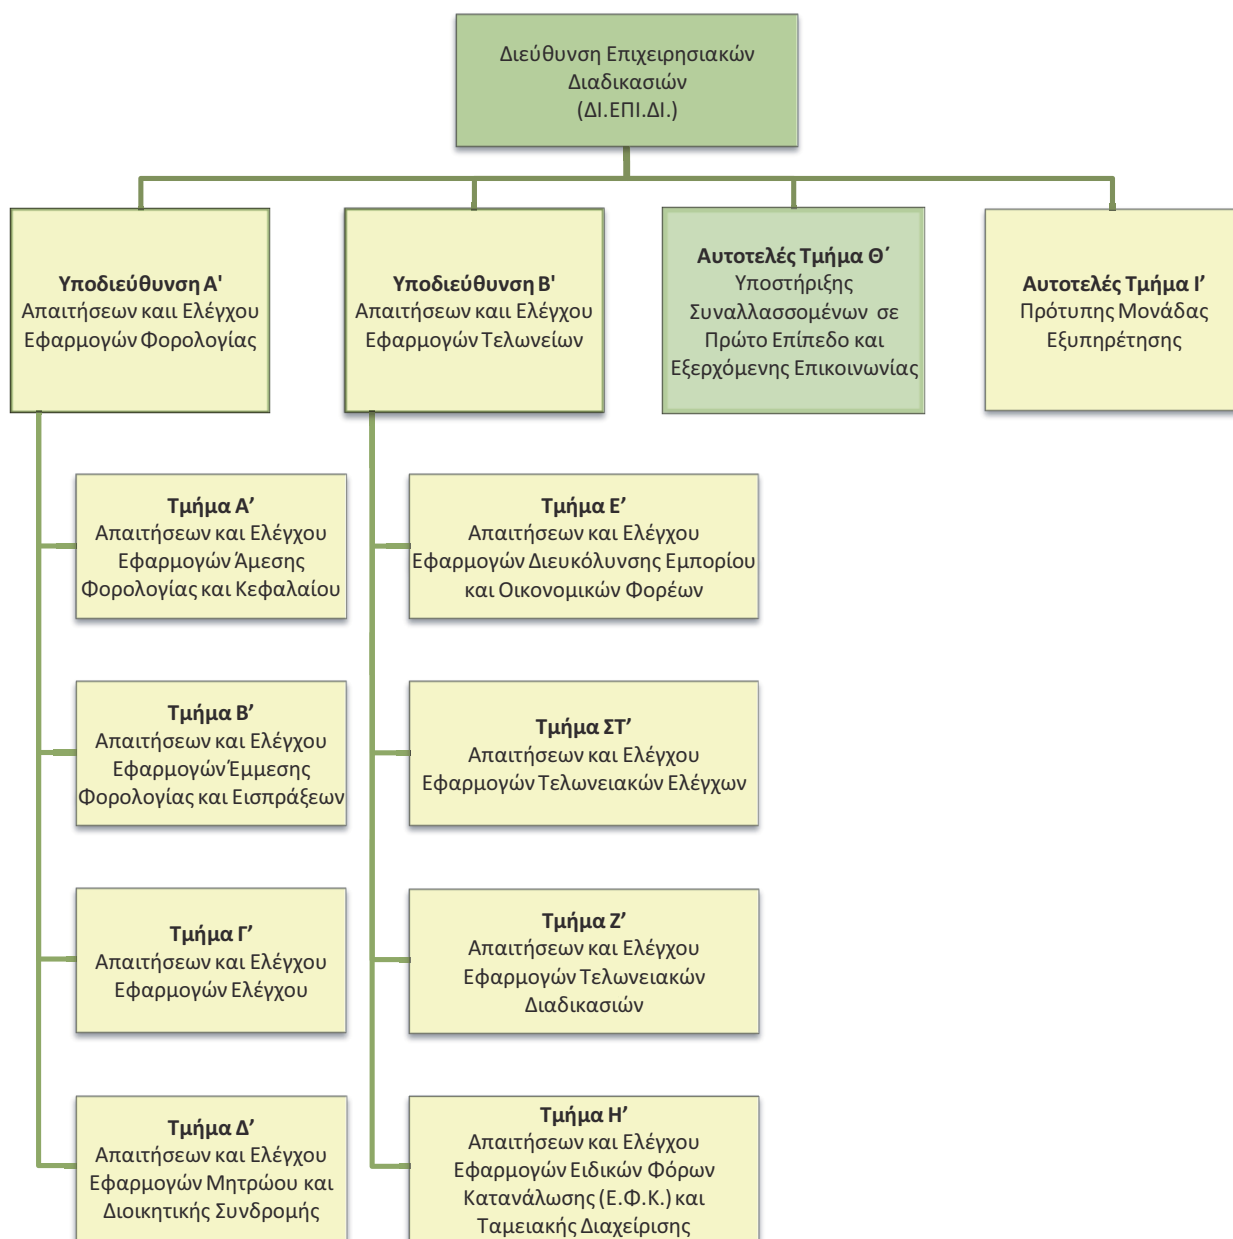 Διεύθυνση Επιχειρησιακών
Διαδικασιών
(ΔΙ.ΕΠΙ.ΔΙ.)
Υποδιεύθυνση Α'
Απαιτήσεων καιι Ελέγχου
Εφαρμογών Φορολογίας
Υποδιεύθυνση Β'
Απαιτήσεων καιι Ελέγχου
Εφαρμογών Τελωνείων
Αυτοτελές Τμήμα Θ΄
Υποστήριξης
Συναλλασσομένων σε
Πρώτο Επίπεδο και
Εξερχόμενης Επικοινωνίας
Αυτοτελές Τμήμα Ι’
Πρότυπης Μονάδας
Εξυπηρέτησης
Τμήμα Α’
Απαιτήσεων και Ελέγχου
Εφαρμογών Άμεσης
Φορολογίας και Κεφαλαίου
Τμήμα Β’
Απαιτήσεων και Ελέγχου
Εφαρμογών Έμμεσης
Φορολογίας και Εισπράξεων
Τμήμα Γ’
Απαιτήσεων και Ελέγχου
Εφαρμογών Ελέγχου
Τμήμα Δ’
Απαιτήσεων και Ελέγχου
Εφαρμογών Μητρώου και
Διοικητικής Συνδρομής
Τμήμα Ε’
Απαιτήσεων και Ελέγχου
Εφαρμογών Διευκόλυνσης Εμπορίου
και Οικονομικών Φορέων
Τμήμα ΣΤ’
Απαιτήσεων και Ελέγχου
Εφαρμογών Τελωνειακών Ελέγχων
Τμήμα Ζ’
Απαιτήσεων και Ελέγχου
Εφαρμογών Τελωνειακών
Διαδικασιών
Τμήμα Η’
Απαιτήσεων και Ελέγχου
Εφαρμογών Ειδικών Φόρων
Κατανάλωσης (Ε.Φ.Κ.) και
Ταμειακής Διαχείρισης